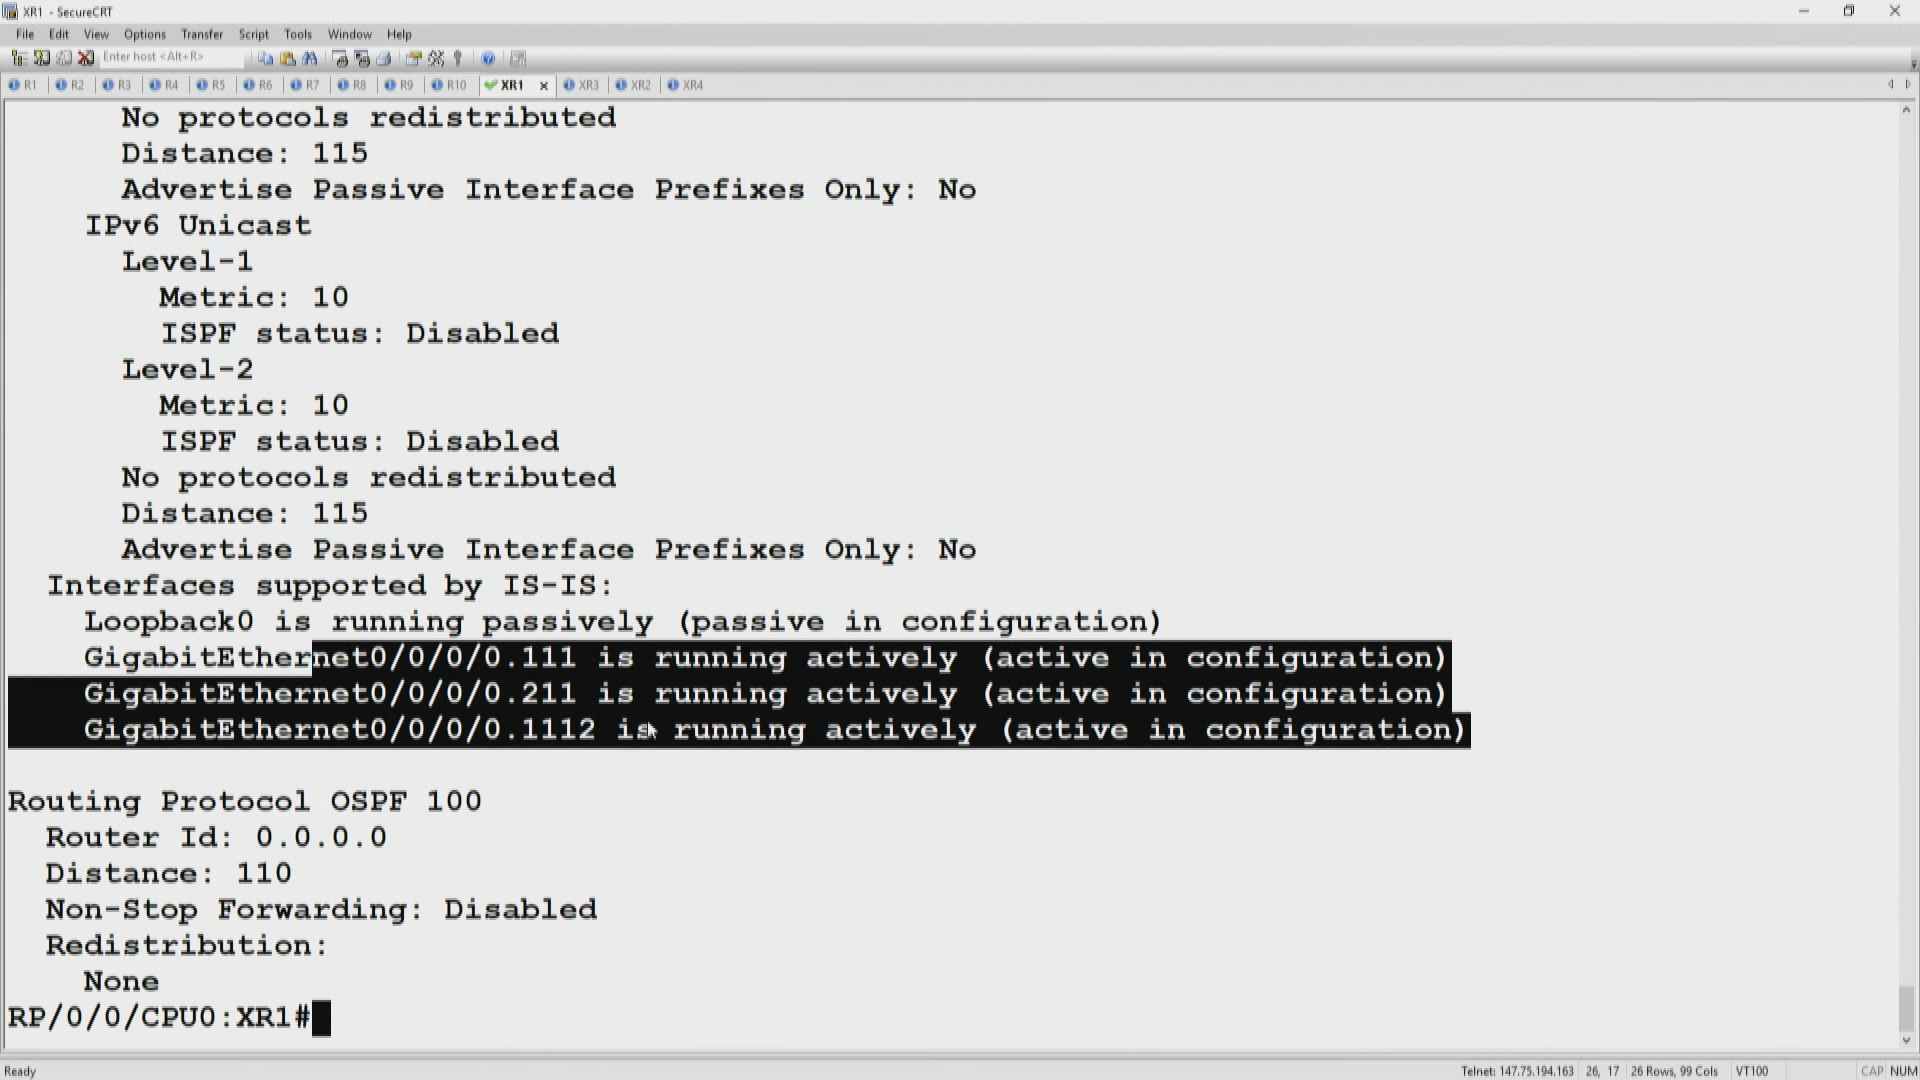 XR1 - SecureCRT
File Edit View Options Transfer Script Tools Window Help
Enter host <Alt+R>
R1 R2 R3 R4 R5 R6 R7 R8 R9 R10 XR1 XR3 XR2 XR4
No protocols redistributed
Distance: 115
Advertise Passive Interface Prefixes Only: No
IPv6 Unicast
Level-1
Metric: 10
ISPF status: Disabled
Level-2
Metric: 10
ISPF status: Disabled
No protocols redistributed
Distance: 115
Advertise Passive Interface Prefixes Only: No
Interfaces supported by IS-IS:
Loopback0 is running passively (passive in configuration)
GigabitEthernet0/0/0/0.111 is running actively (active in configuration)
GigabitEthernet0/0/0/0.211 is running actively (active in configuration)
GigabitEthernet0/0/0/0.1112 is running actively (active in configuration)
Routing Protocol OSPF 100
Router Id: 0.0.0.0
Distance: 110
Non-Stop Forwarding: Disabled
Redistribution:
None
RP/0/0/CPU0:XR1#
Ready Telnet: 147.75.194.163 26, 17 26 Rows, 99 Cols VT100 CAP NUM